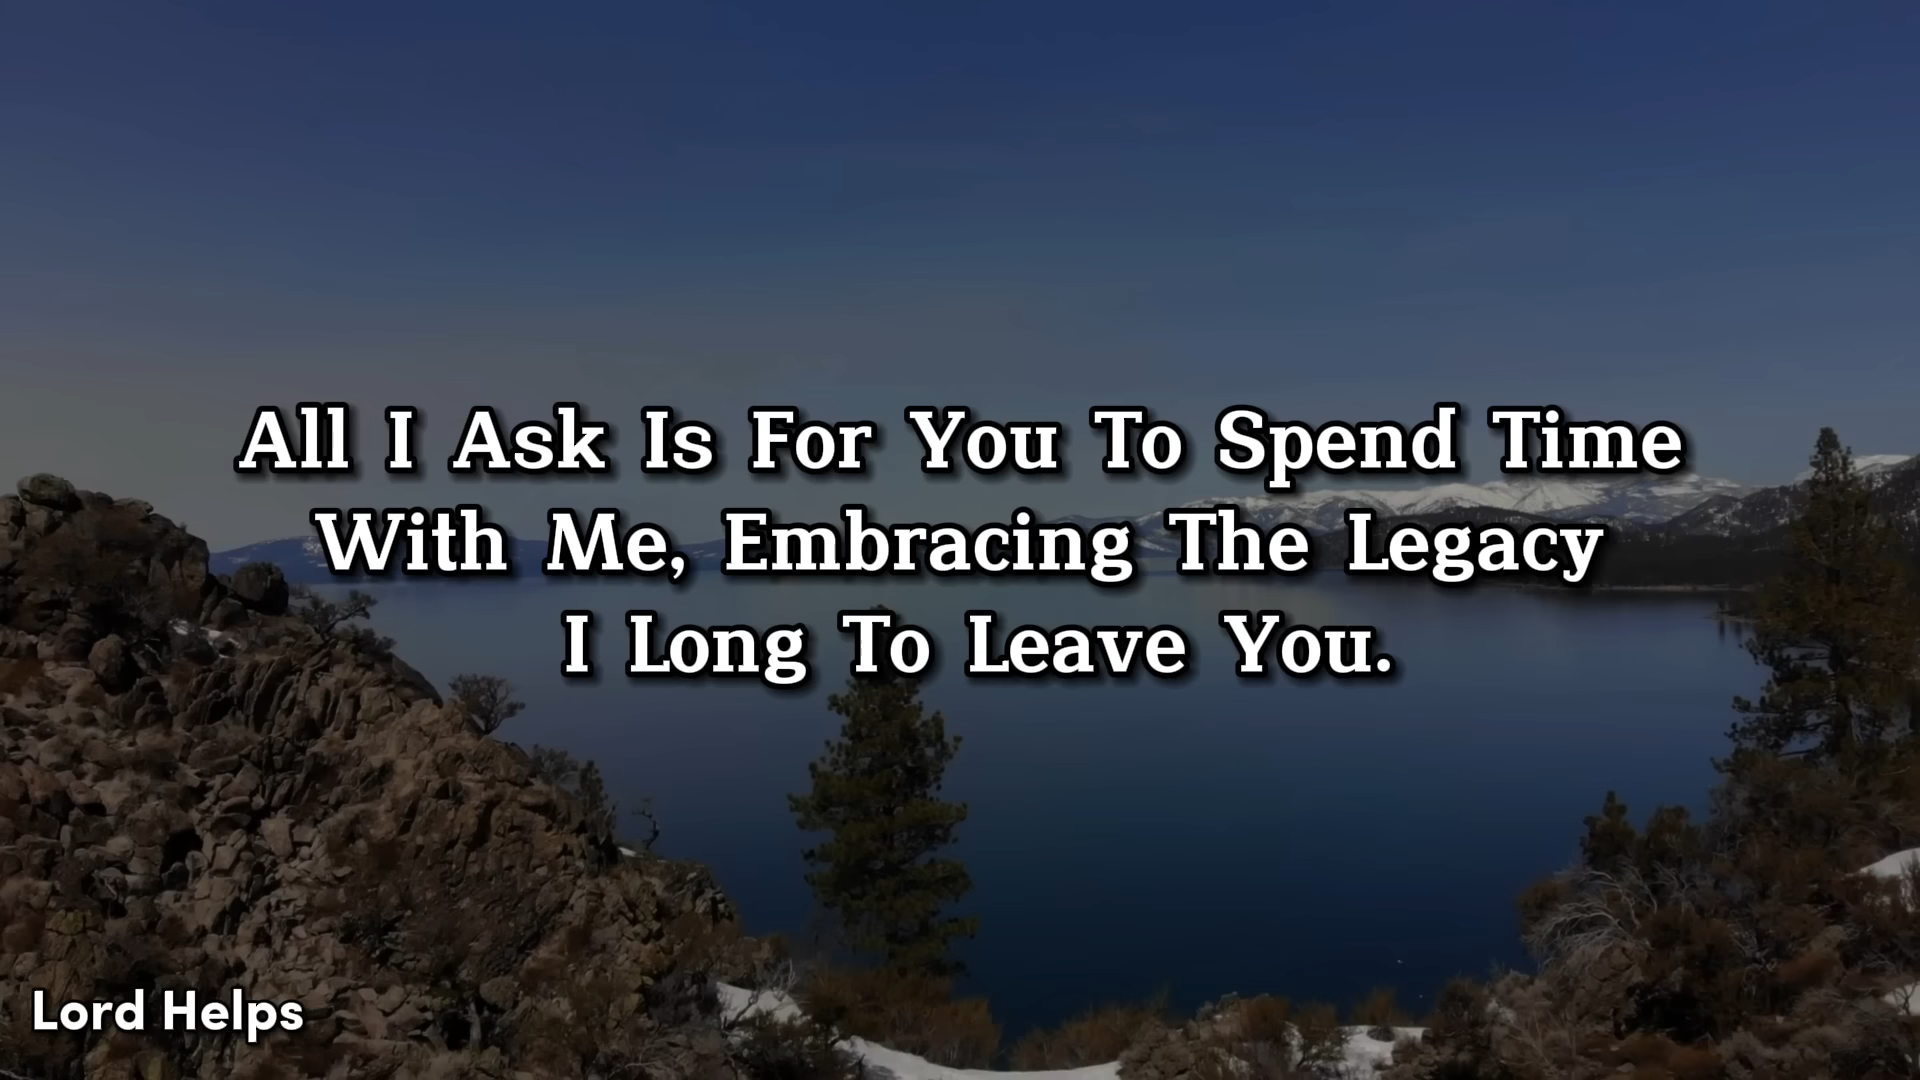 All I Ask Is For You To Spend Time
With Me, Embracing The Legacy
I Long To Leave You.
Lord Helps